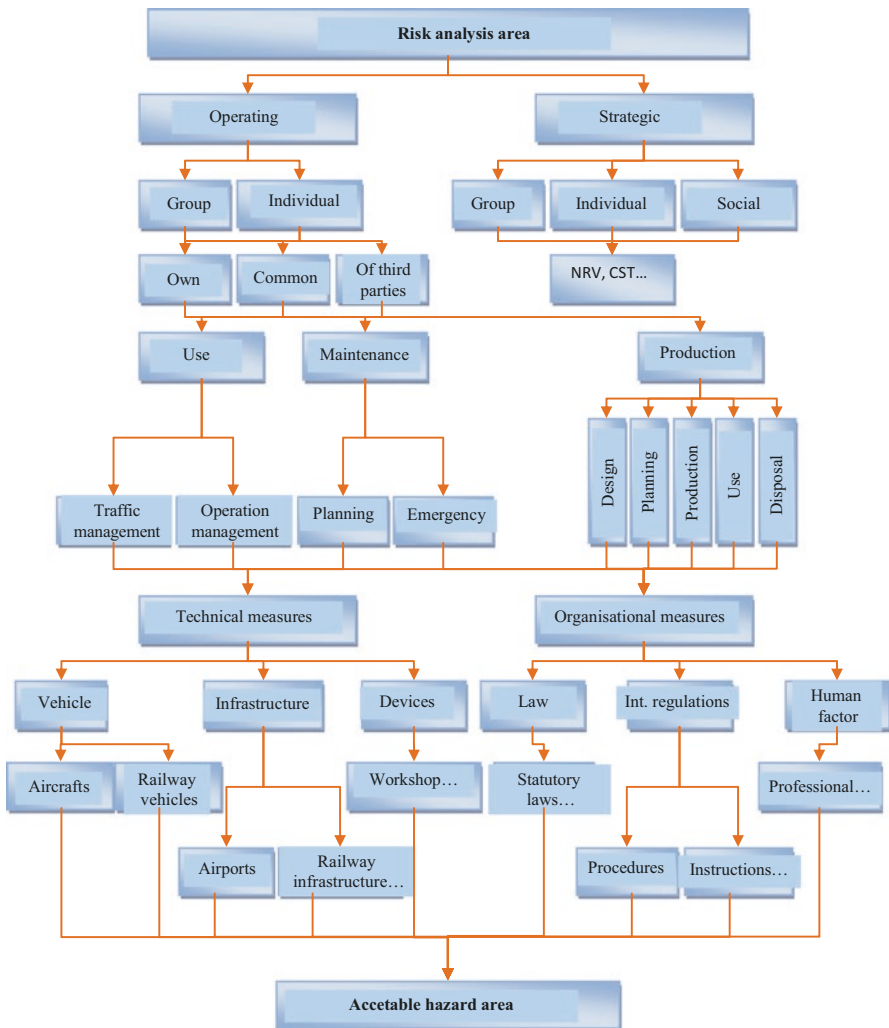 Risk analysis area
Operating
Strategic
Group
Individual
Group
Individual
Social
Own
Common
Of third
parties
NRV, CST…
Use
Maintenance
Production
Design
Planning
Production
Use
Disposal
Traffic
management
Operation
management
Planning
Emergency
Technical measures
Organisational measures
Vehicle
Infrastructure
Devices
Law
Int. regulations
Human
factor
Aircrafts
Railway
vehicles
Workshop…
Statutory
laws…
Professional…
Airports
Railway
infrastructure…
Procedures
Instructions…
Accetable hazard area